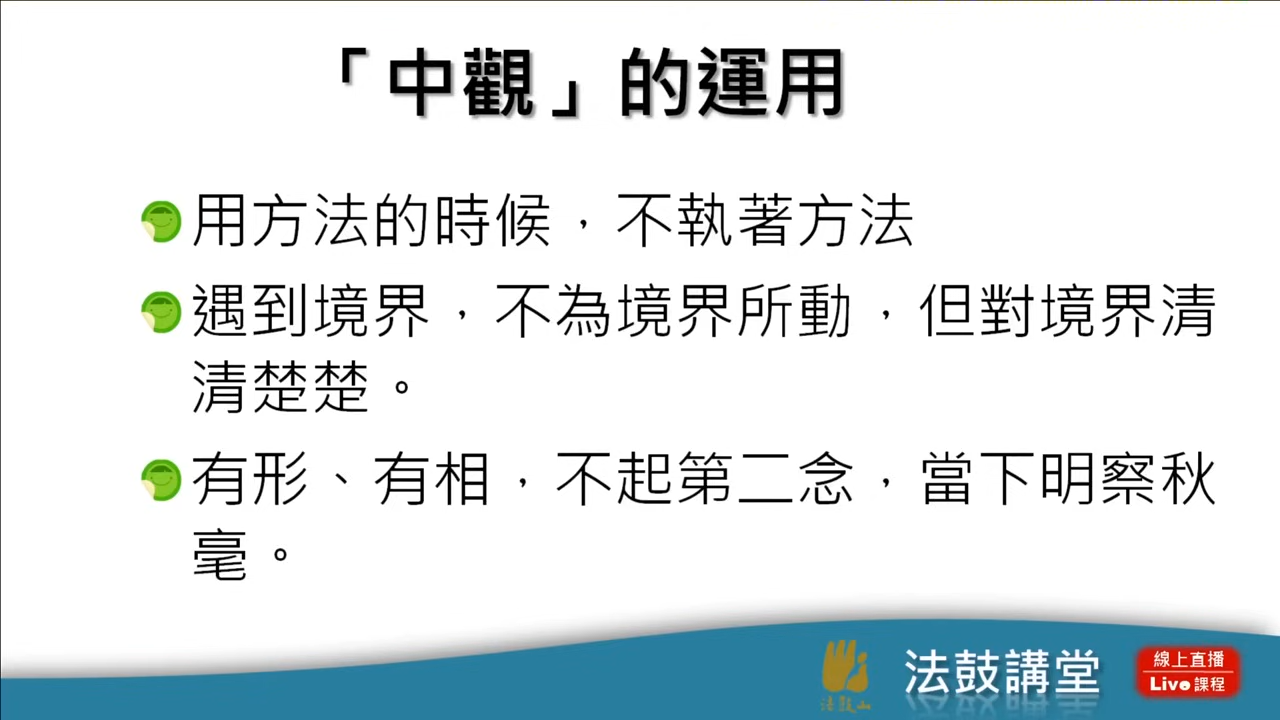 「中觀」的運用
用方法的時候，不執著方法
遇到境界，不為境界所動，但對境界清
清楚楚。
有形、有相，不起第二念，當下明察秋
毫。
法鼓山
法鼓講堂
線上直播
Live課程